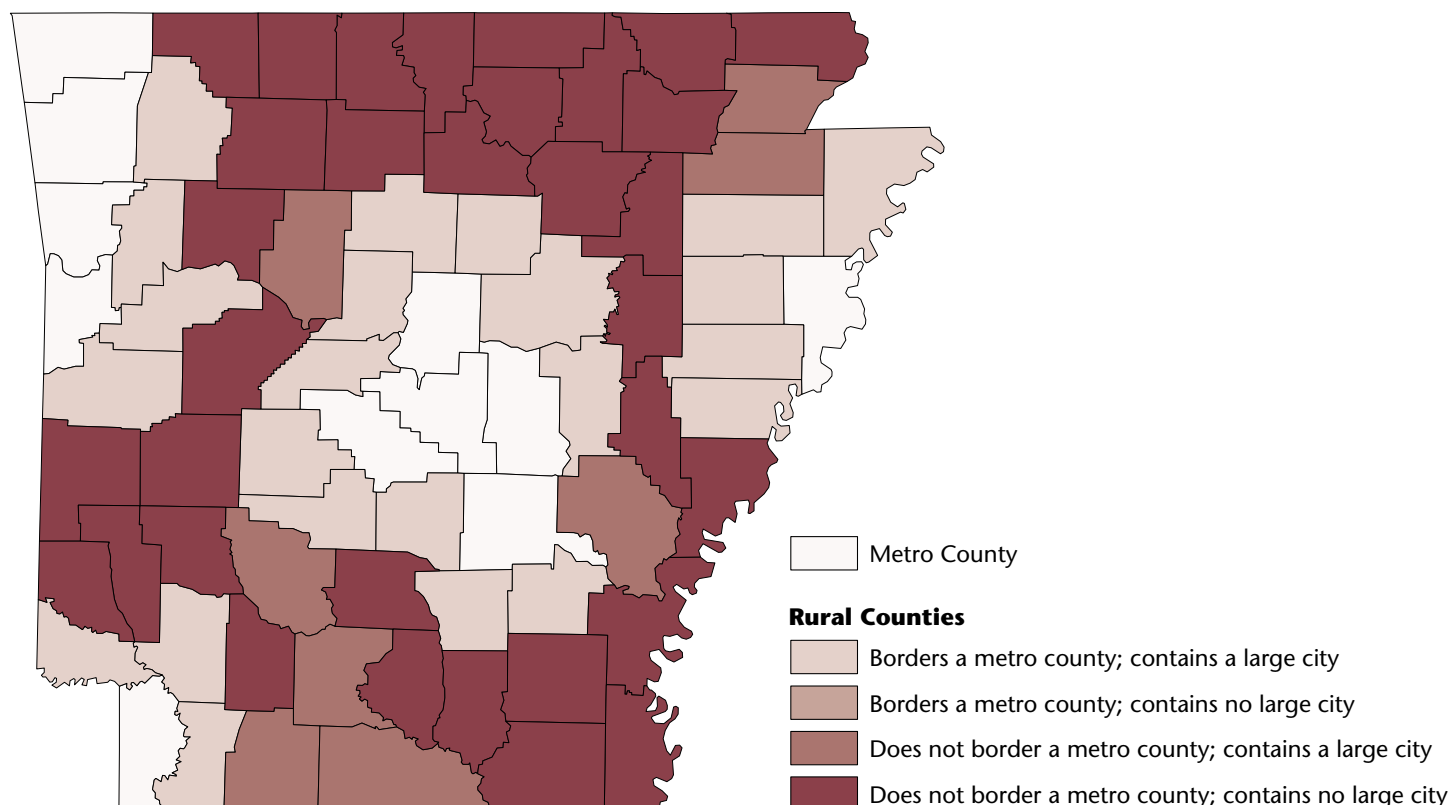 Metro County
Rural Counties
Borders a metro county; contains a large city
Borders a metro county; contains no large city
Does not border a metro county; contains a large city
Does not border a metro county; contains no large city